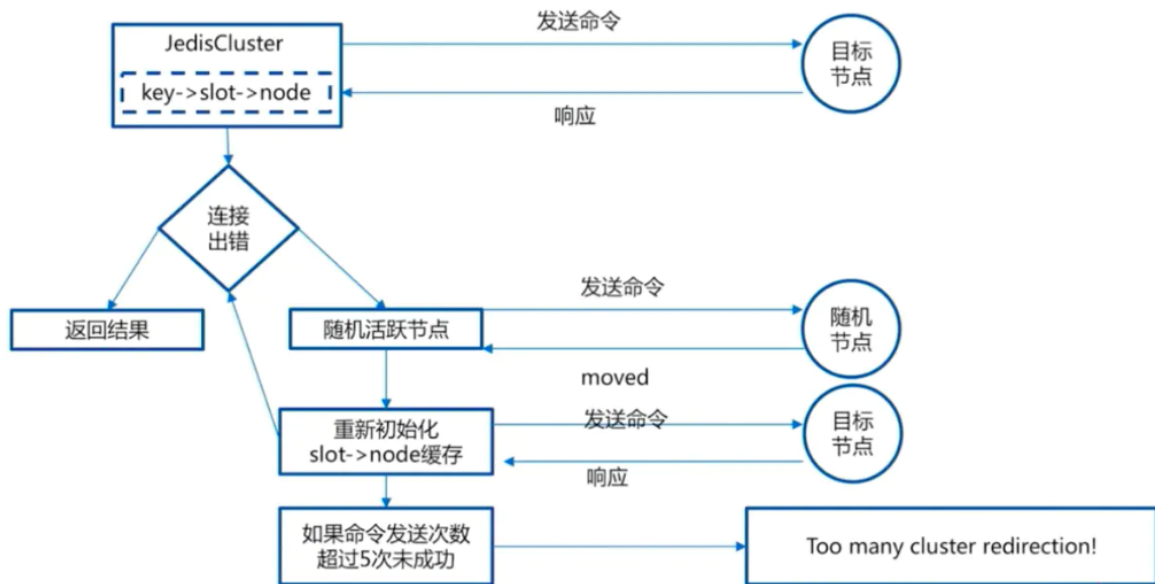 发送命令
JedisCluster
key->slot->node
目标
节点
响应
连接
出错
发送命令
返回结果
随机活跃节点
随机
节点
moved
重新初始化
slot->node缓存
发送命令
目标
节点
响应
如果命令发送次数
超过5次未成功
Too many cluster redirection!